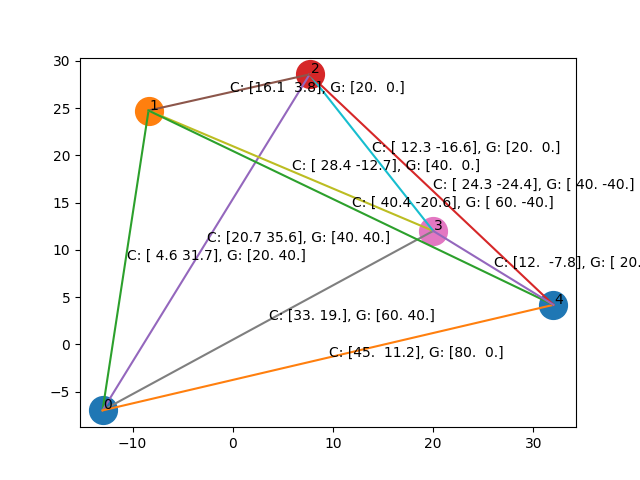 30
2
C: [16.1  3.8], G: [20.  0.]
1
25
C: [ 12.3 -16.6], G: [20.  0.]
20
C: [ 28.4 -12.7], G: [40.  0.]
C: [ 24.3 -24.4], G: [ 40. -40.]
15
C: [ 40.4 -20.6], G: [ 60. -40.]
3
C: [20.7 35.6], G: [40. 40.]
10
C: [ 4.6 31.7], G: [20. 40.]
C: [12.  -7.8], G: [ 20.
5
4
C: [33. 19.], G: [60. 40.]
0
C: [45.  11.2], G: [80.  0.]
−5
0
−10 0 10 20 30